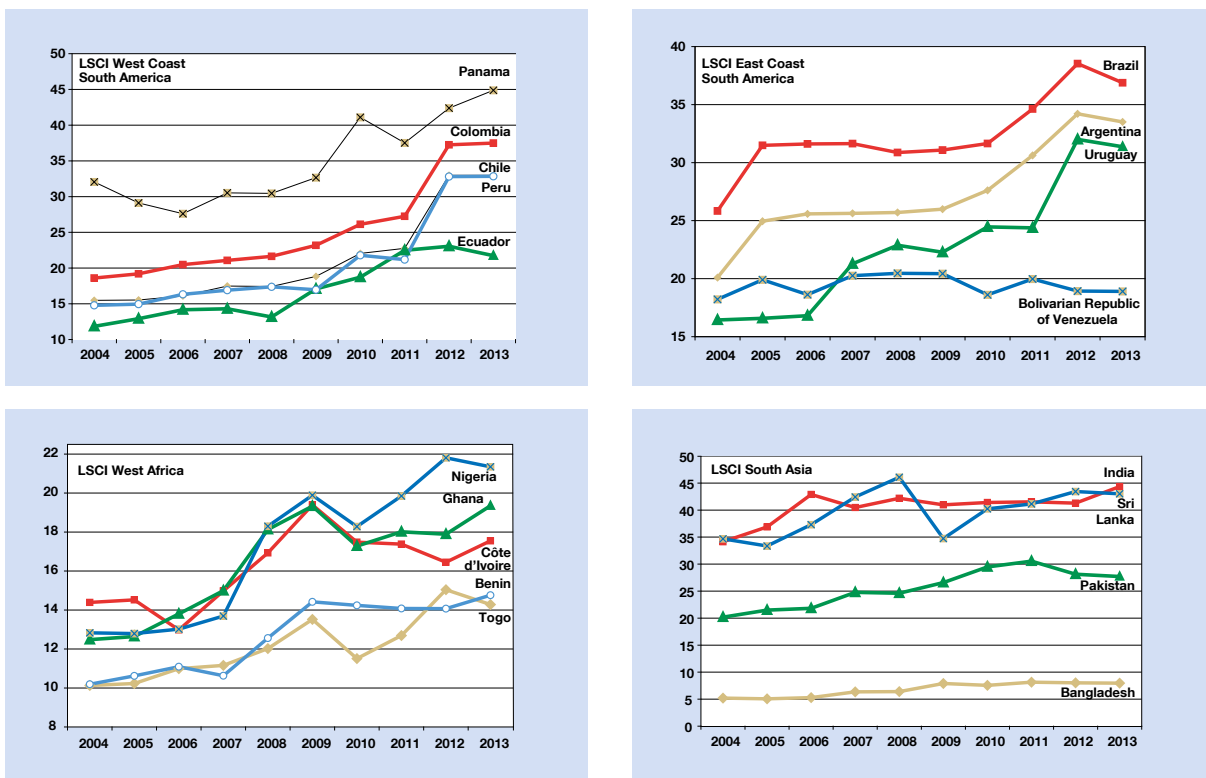 LSCI West Coast
South America
50
45
40
35
30
25
20
15
10
Panama
Colombia
Chile
Peru
Ecuador
2004 2005 2006 2007 2008 2009 2010 2011 2012 2013
LSCI East Coast
South America
40
35
30
25
20
15
Brazil
Argentina
Uruguay
Bolivarian Republic
of Venezuela
2004 2005 2006 2007 2008 2009 2010 2011 2012 2013
LSCI West Africa
22
20
18
16
14
12
10
8
Nigeria
Ghana
Côte
d'Ivoire
Benin
Togo
2004 2005 2006 2007 2008 2009 2010 2011 2012 2013
LSCI South Asia
50
45
40
35
30
25
20
15
10
5
0
India
Sri
Lanka
Pakistan
Bangladesh
2004 2005 2006 2007 2008 2009 2010 2011 2012 2013